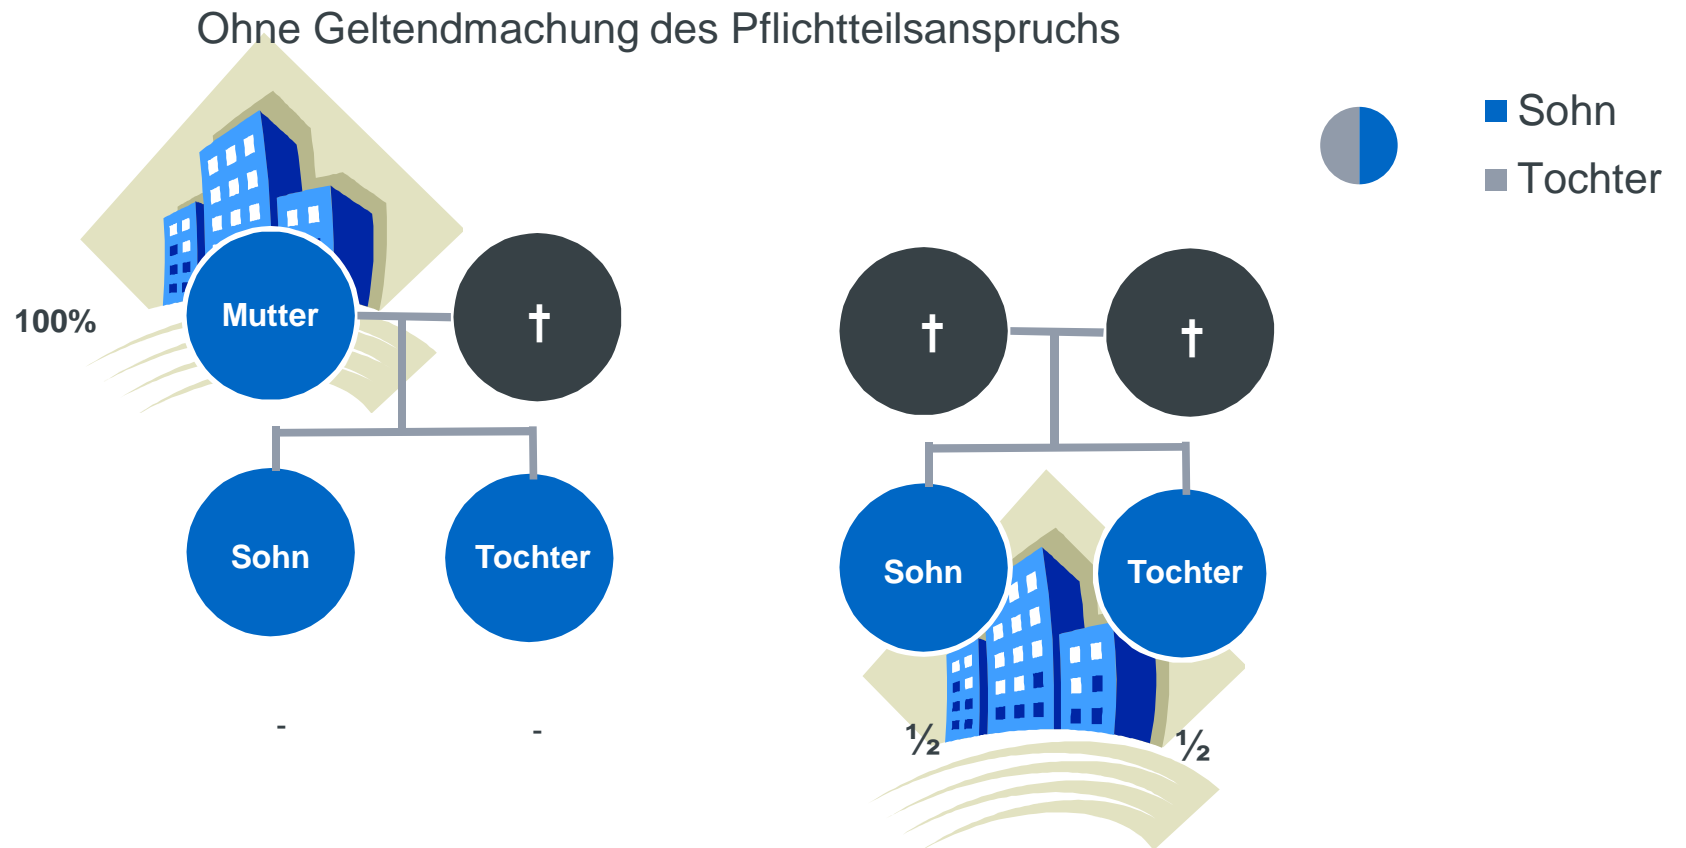 Ohne Geltendmachung des Pflichtteilsanspruchs
Sohn
Tochter
100%
Mutter
†
†
†
Sohn
Tochter
Sohn
Tochter
-
-
½
½